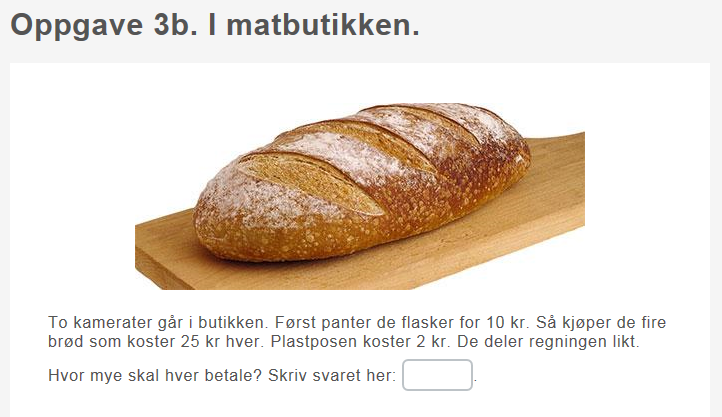 Oppgave 3b. I matbutikken.
To kamerater går i butikken. Først panter de flasker for 10 kr. Så kjøper de fire
brød som koster 25 kr hver. Plastposen koster 2 kr. De deler regningen likt.
Hvor mye skal hver betale? Skriv svaret her: .